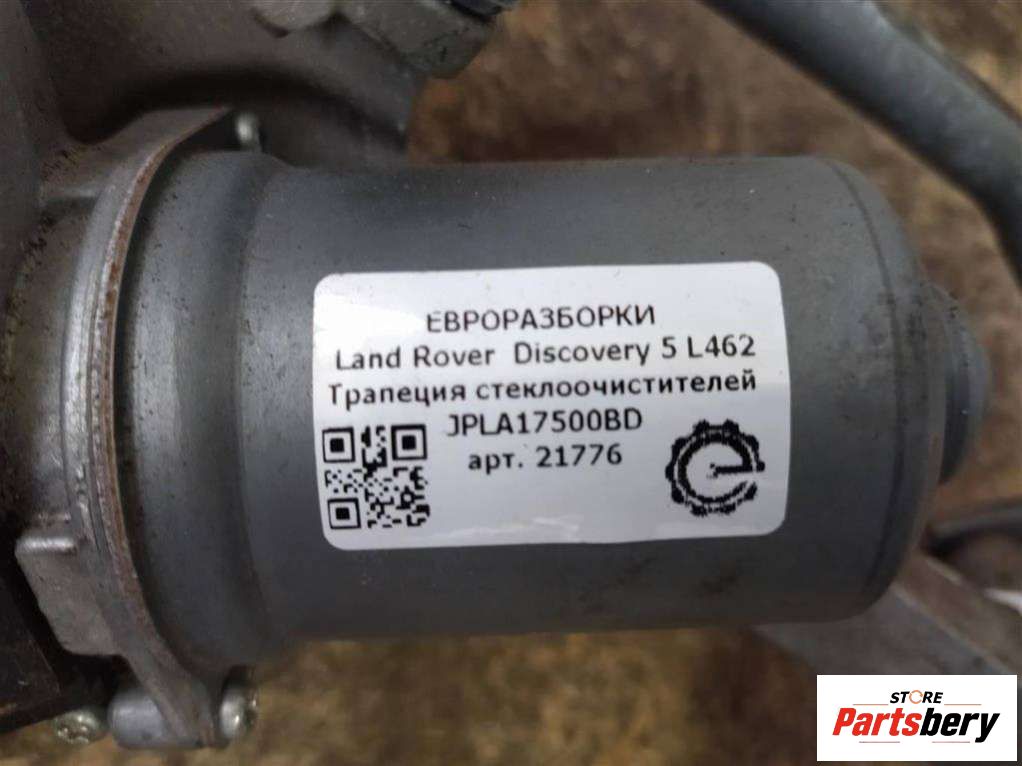 ЕВРОРАЗБОРКИ
Land Rover Discovery 5 L462
Трапеция стеклоочистителей
JPLA17500BD
арт. 21776
STORE
Partsbery